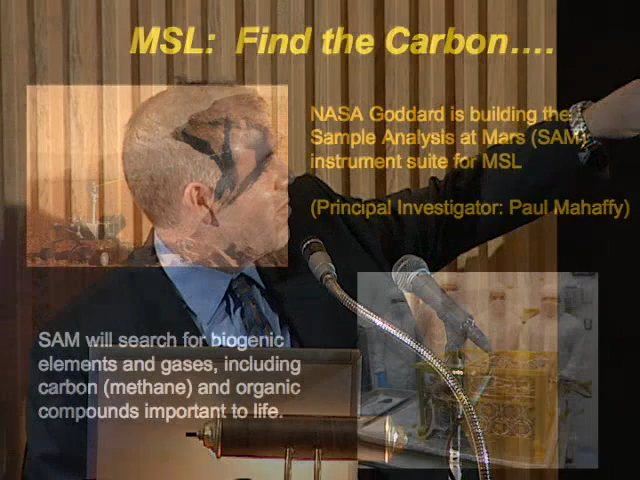 MSL: Find the Carbon....
NASA Goddard is building the
Sample Analysis at Mars (SAM)
instrument suite for MSL
(Principal Investigator: Paul Mahaffy)
SAM will search for biogenic
elements and gases, including
carbon (methane) and organic
compounds important to life.